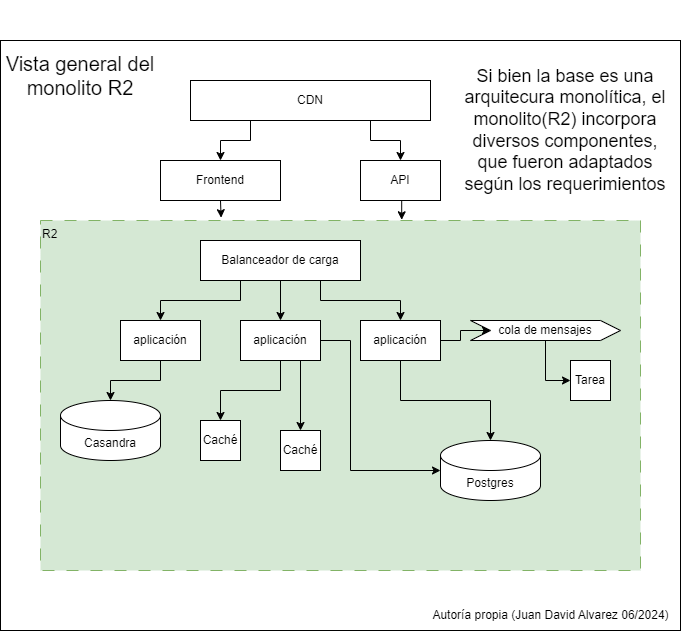 Vista general del
monolito R2
CDN
Si bien la base es una
arquitecura monolítica, el
monolito(R2) incorpora
diversos componentes,
que fueron adaptados
según los requerimientos
Frontend
API
R2
Balanceador de carga
aplicación
aplicación
aplicación
cola de mensajes
Tarea
Casandra
Caché
Caché
Postgres
Autoría propia (Juan David Alvarez 06/2024)